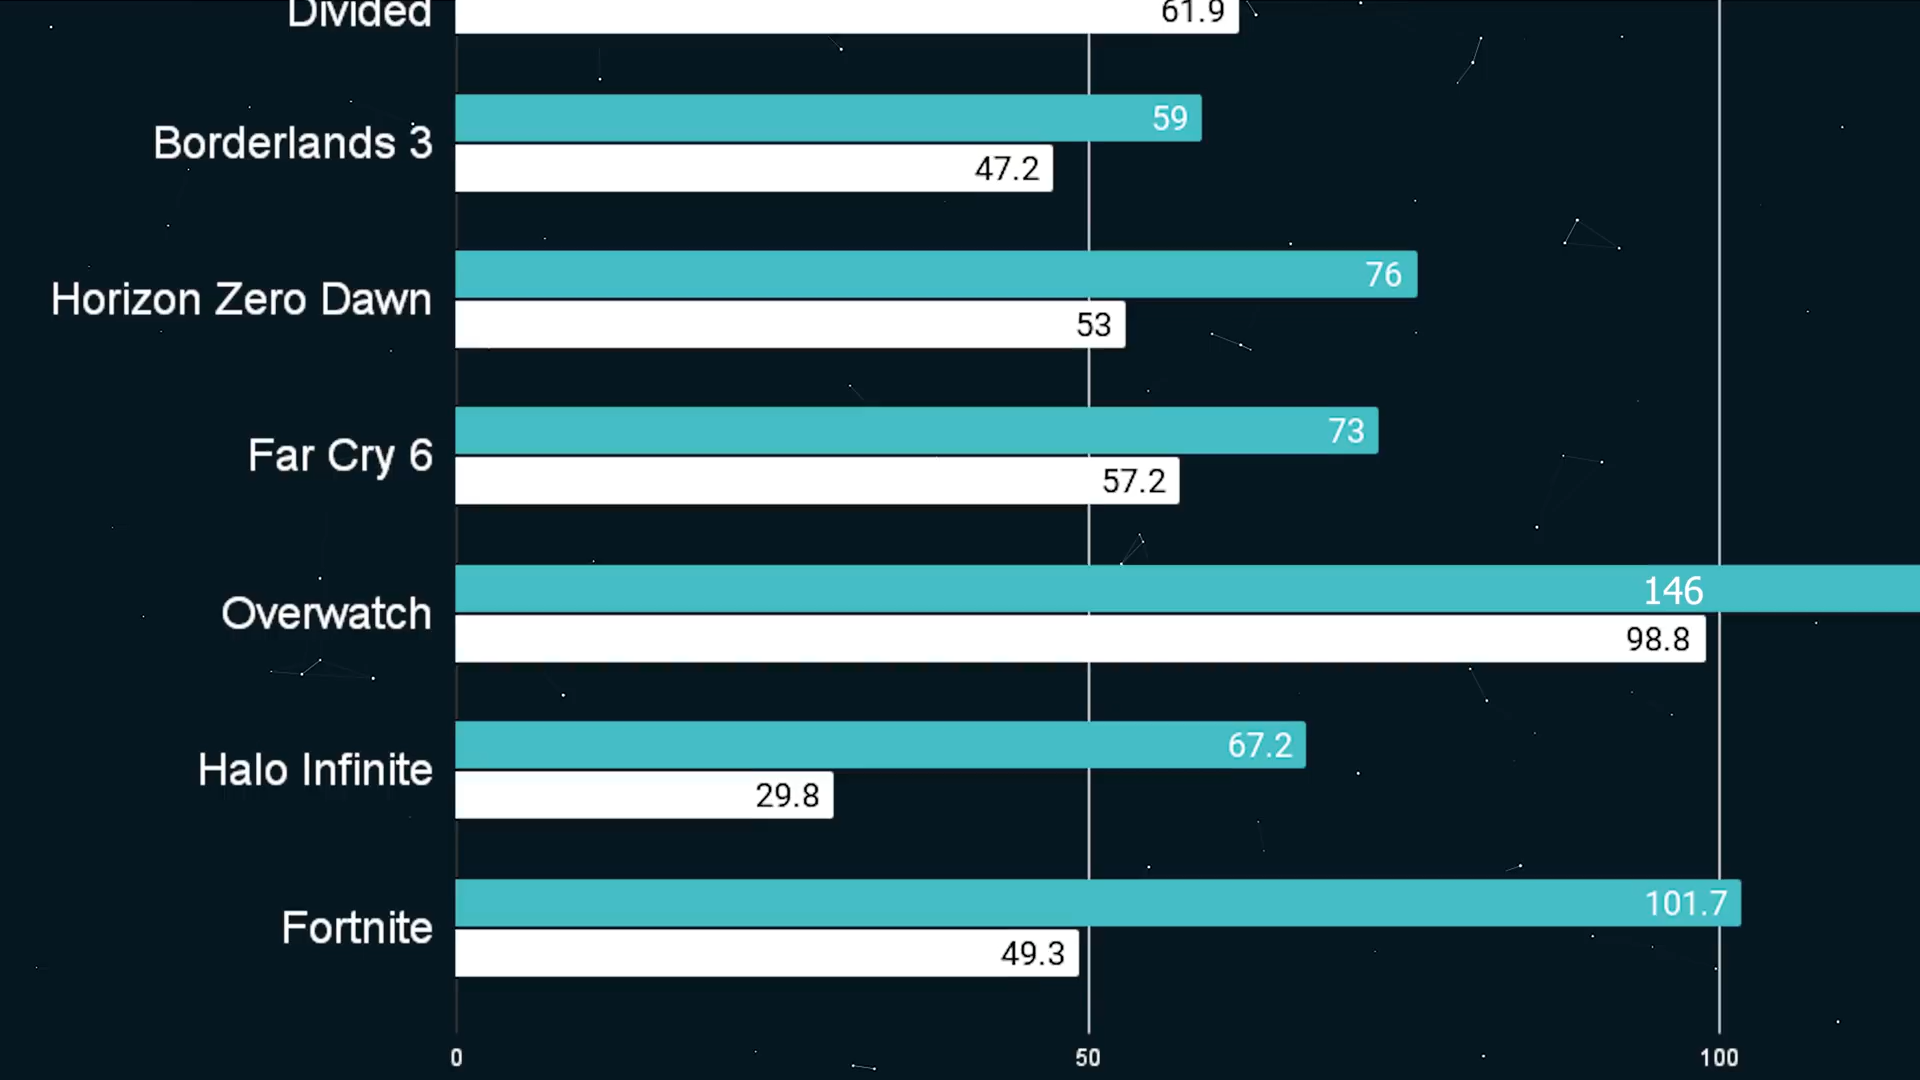 Divided
61.9
Borderlands 3
59
47.2
Horizon Zero Dawn
76
53
Far Cry 6
73
57.2
Overwatch
146
98.8
Halo Infinite
67.2
29.8
Fortnite
101.7
49.3
0 50 100